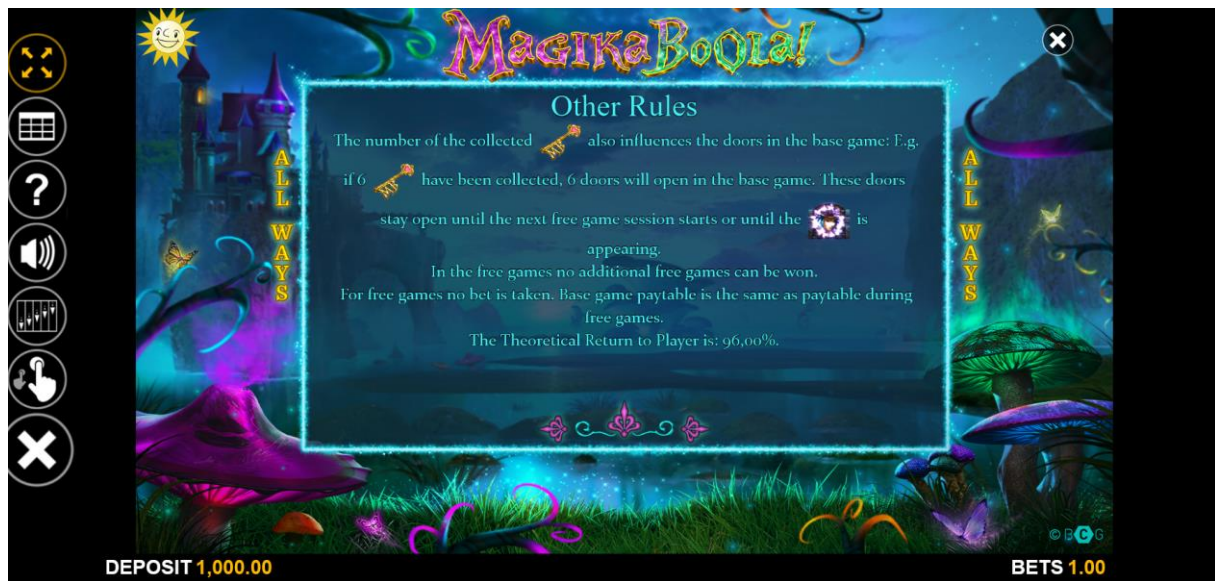 MAGIKA BOOLA!
Other Rules
The number of the collected also influences the doors in the base game: E.g.
if 6 have been collected, 6 doors will open in the base game. These doors
stay open until the next free game session starts or until the is
appearing.
In the free games no additional free games can be won.
For free games no bet is taken. Base game paytable is the same as paytable during
free games.
The Theoretical Return to Player is: 96,00%.
ALL WAYS
ALL WAYS
© BCG
DEPOSIT 1,000.00
BETS 1.00